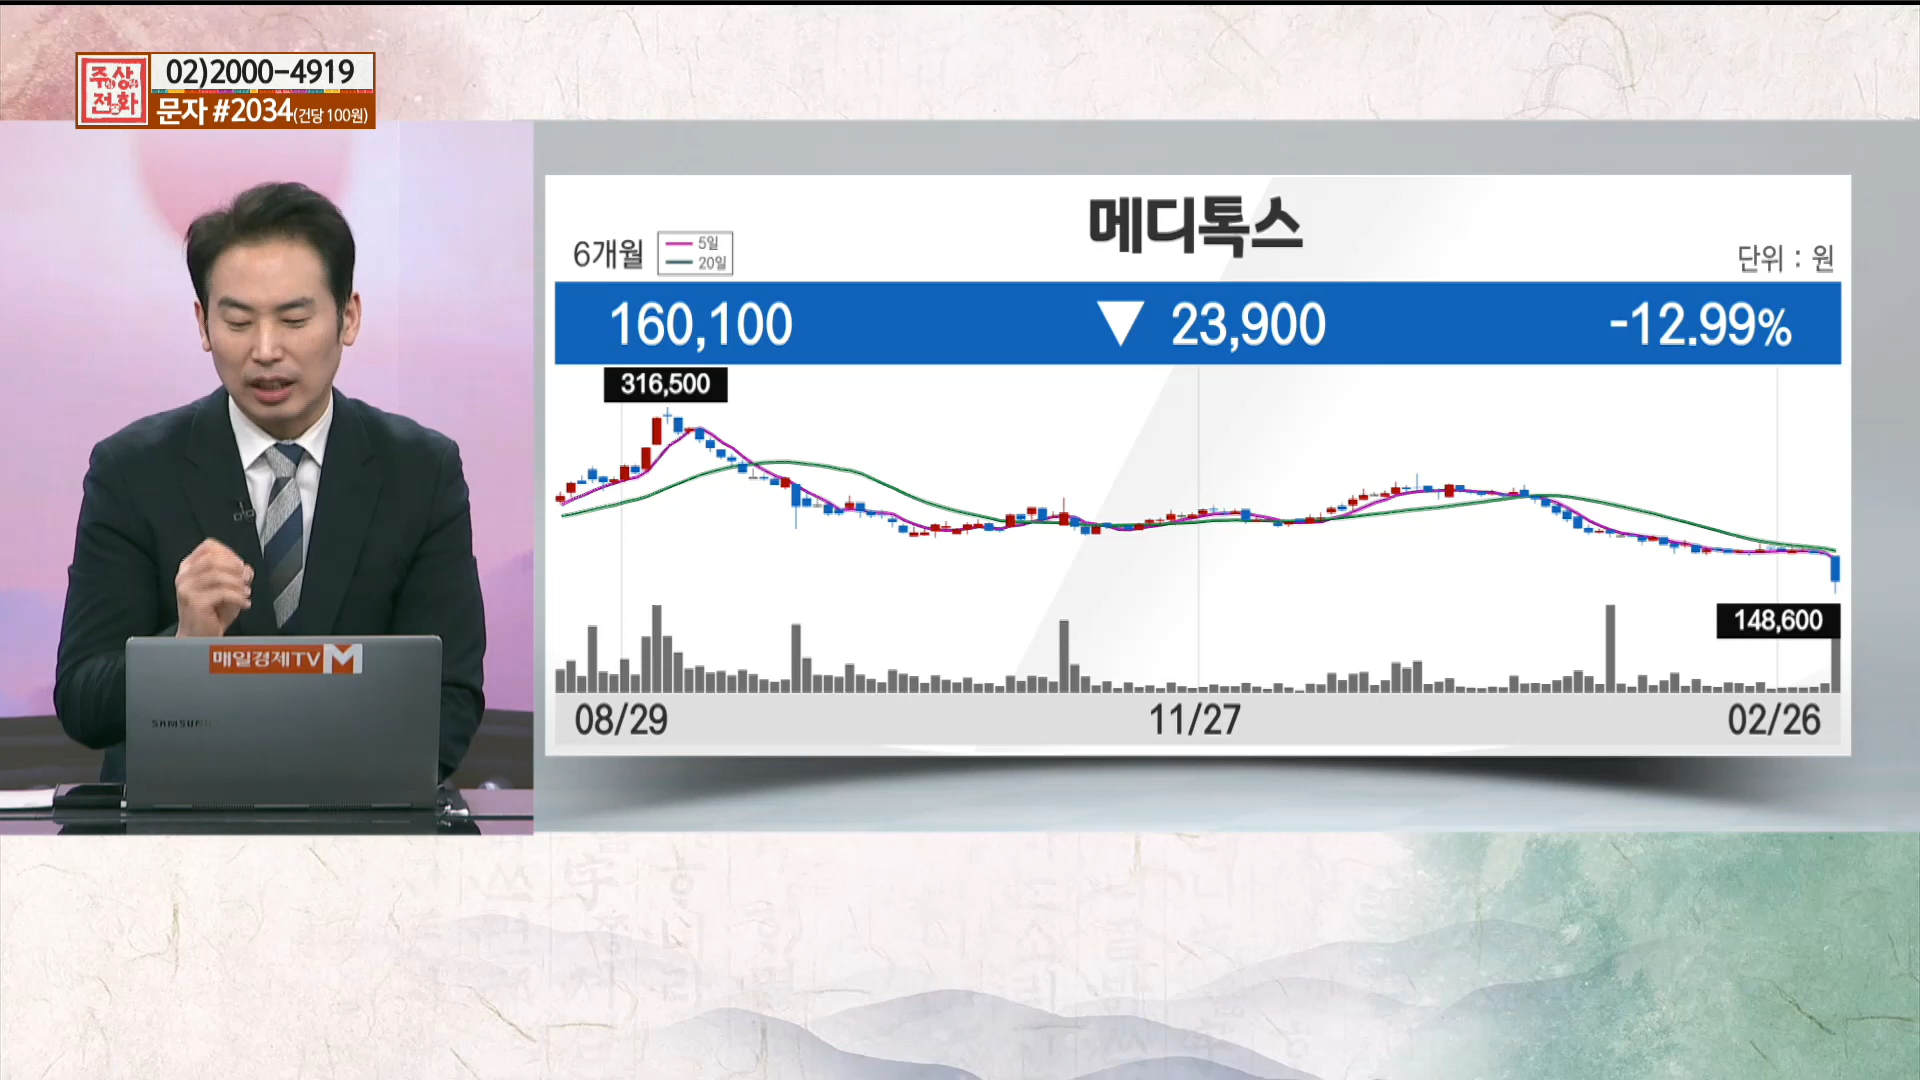 주상전화
02)2000-4919
문자 #2034(건당 100원)
메디톡스
6개월
5일
20일
단위 : 원
160,100 ▼ 23,900 -12.99%
316,500
148,600
08/29 11/27 02/26
매일경제TV M
SAMSUNG